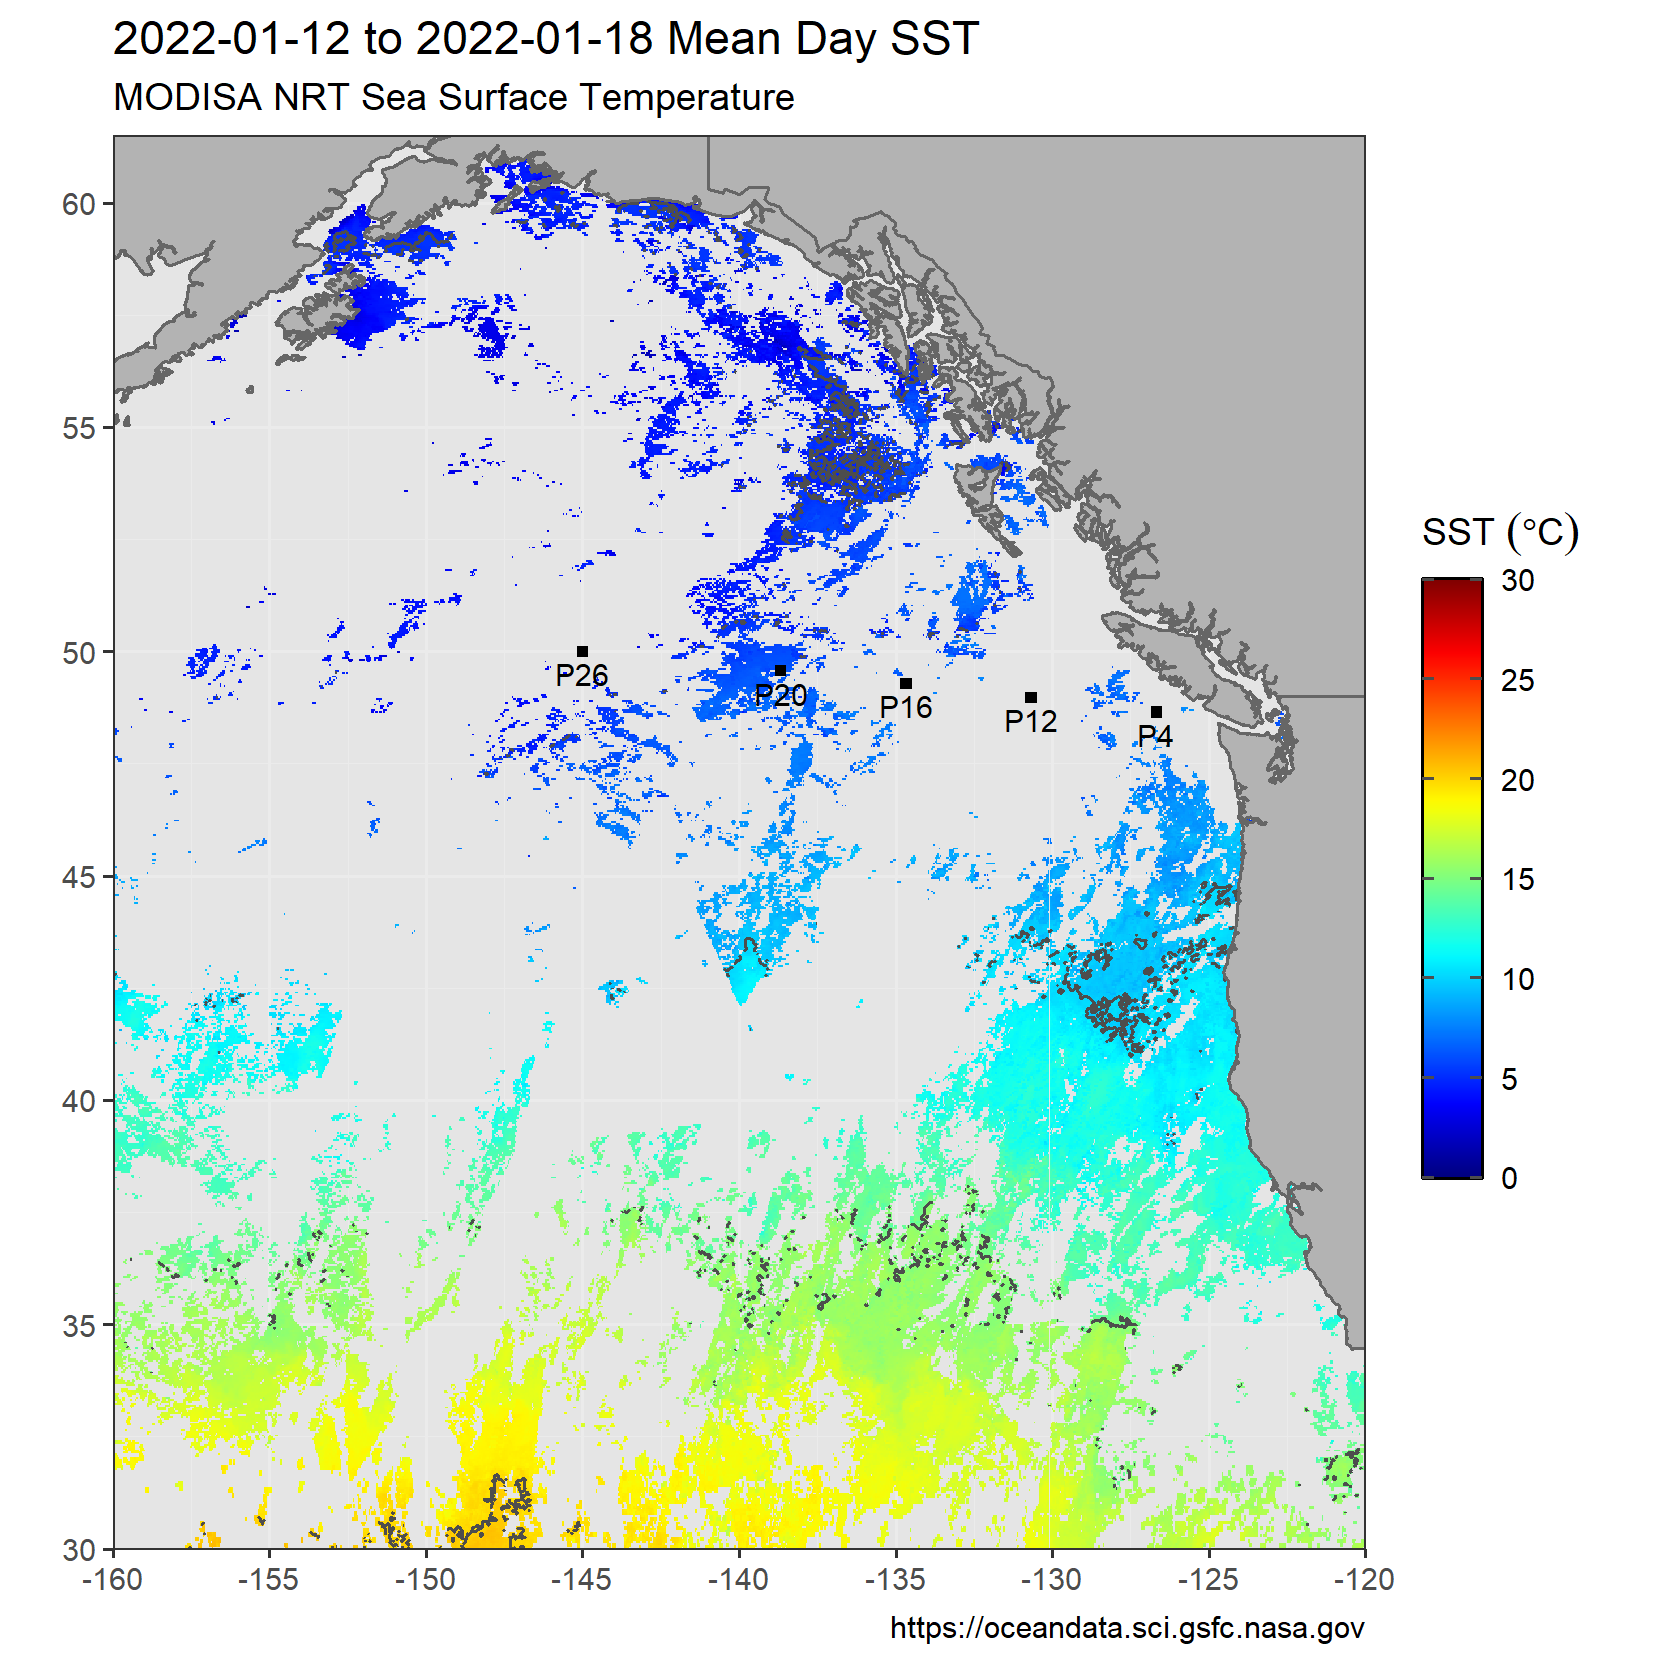 2022-01-12 to 2022-01-18 Mean Day SST
MODISA NRT Sea Surface Temperature
60
55
50
45
40
35
30
-160
-155
-150
-145
-140
-135
-130
-125
-120
P26
P20
P16
P12
P4
SST (°C)
30
25
20
15
10
5
0
https://oceandata.sci.gsfc.nasa.gov